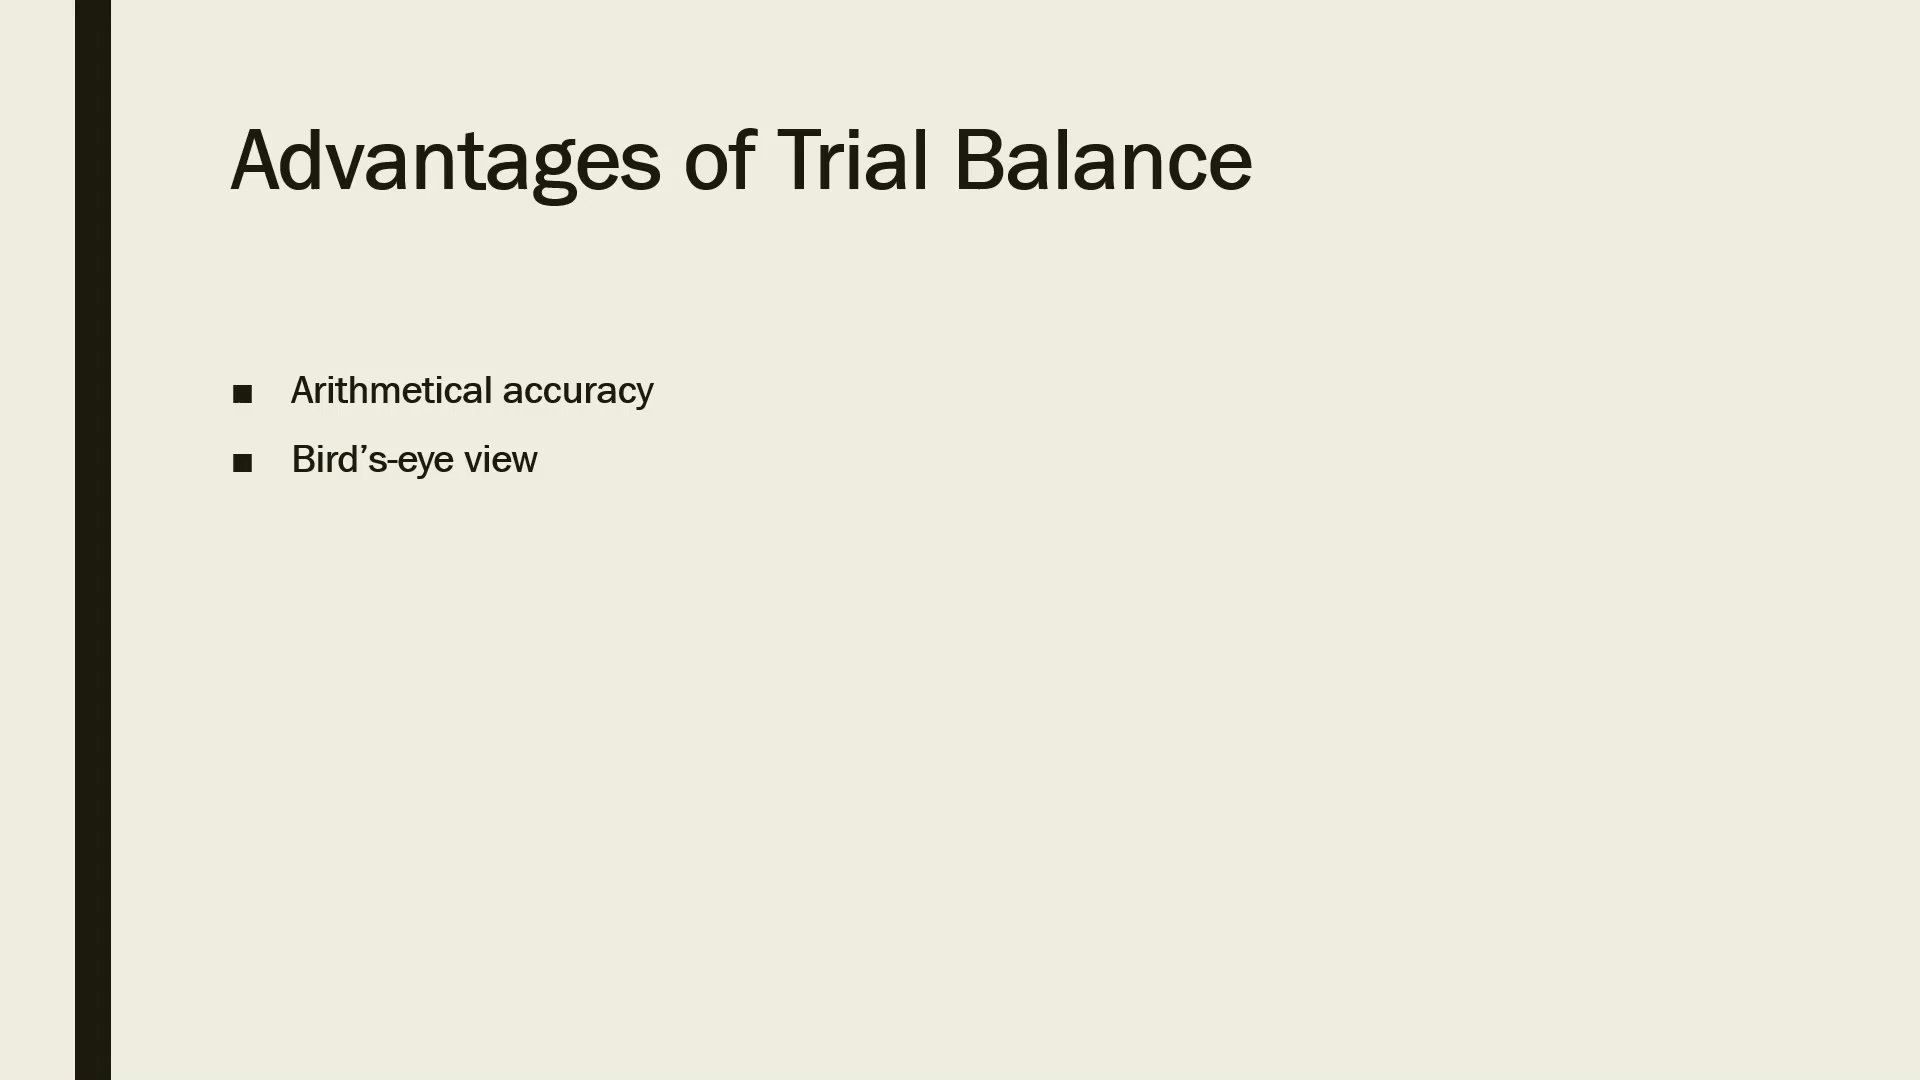 Advantages of Trial Balance
■ Arithmetical accuracy
■ Bird’s-eye view